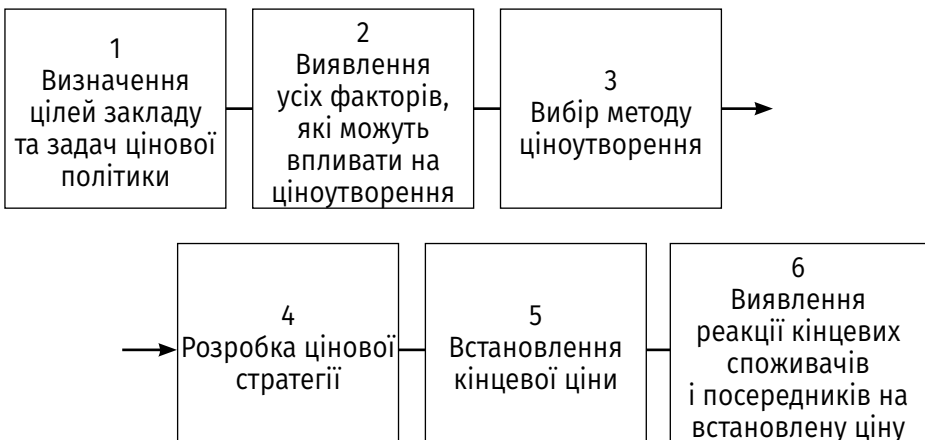 1
Визначення
цілей закладу
та задач цінової
політики
2
Виявлення
усіх факторів,
які можуть
впливати на
ціноутворення
3
Вибір методу
ціноутворення
4
Розробка цінової
стратегії
5
Встановлення
кінцевої ціни
6
Виявлення
реакції кінцевих
споживачів
і посередників на
встановлену ціну